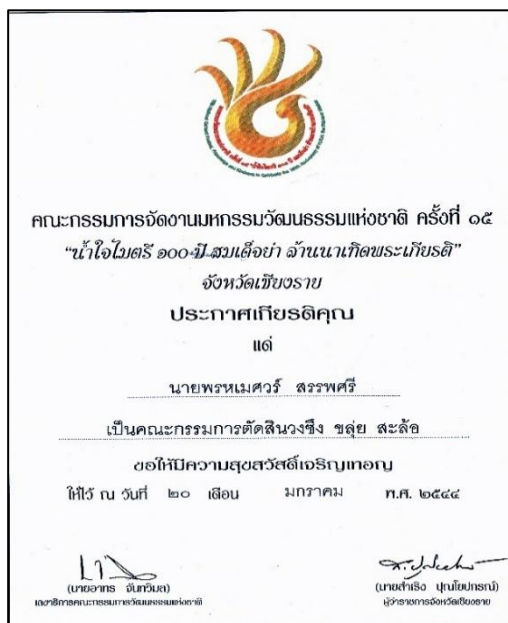 คณะกรรมการจัดงานมหกรรมวัฒนธรรมแห่งชาติ ครั้งที่ ๑๕
“น้ำใจไมตรี ๑๐๐ ปี สมเด็จย่า ล้านนาเทิดพระเกียรติ”
จังหวัดเชียงราย
ประกาศเกียรติคุณ
แด่
นายพรหเมศวร์ สรรพศรี
เป็นคณะกรรมการตัดสินวงซึง ขลุ่ย สะล้อ
ขอให้มีความสุขสวัสดิ์เจริญเทอญ
ให้ไว้ ณ วันที่ ๒๐ เดือน มกราคม พ.ศ. ๒๕๔๔
(นายอาทร จันทวิมล)
เลขาธิการคณะกรรมการวัฒนธรรมแห่งชาติ
(นายสำเริง ปุณโยปกรณ์)
ผู้ว่าราชการจังหวัดเชียงราย